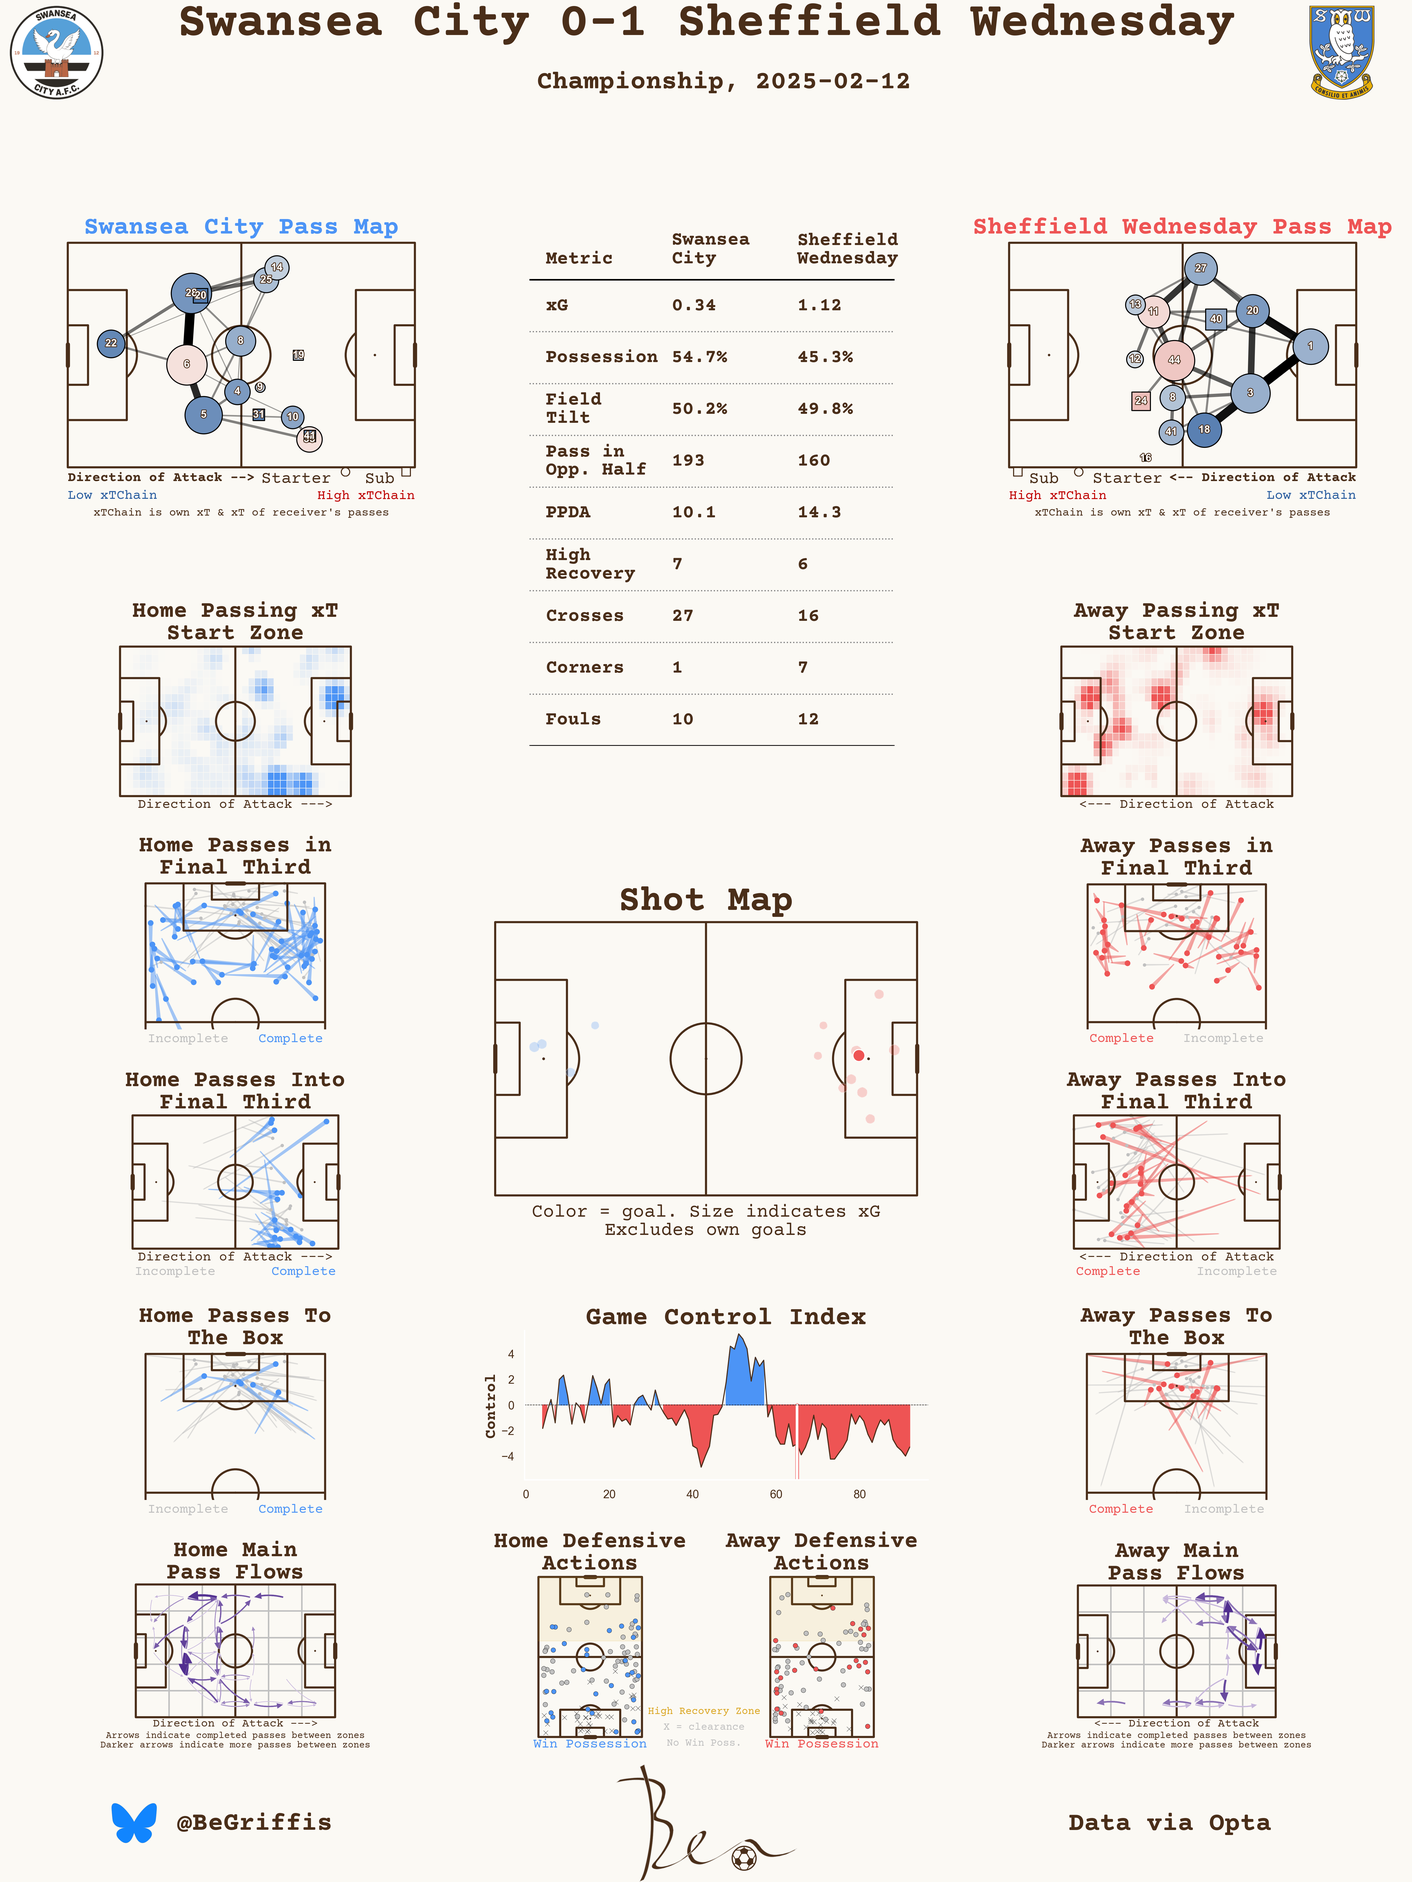 Swansea City 0-1 Sheffield Wednesday
Championship, 2025-02-12
SWANSEA
CITY A.F.C.
S W
CONSILIO ET ANIMIS
Swansea City Pass Map
22
28
20
6
5
8
4
14
25
19
9
31
10
Direction of Attack --> Starter Sub
Low xTChain High xTChain
xTChain is own xT & xT of receiver's passes
Metric Swansea City Sheffield Wednesday
xG 0.34 1.12
Possession 54.7% 45.3%
Field Tilt 50.2% 49.8%
Pass in Opp. Half 193 160
PPDA 10.1 14.3
High Recovery 7 6
Crosses 27 16
Corners 1 7
Fouls 10 12
Sheffield Wednesday Pass Map
27
13
11
40
20
1
12
44
24
8
3
41
18
16
Sub Starter <-- Direction of Attack
High xTChain Low xTChain
xTChain is own xT & xT of receiver's passes
Home Passing xT
Start Zone
Direction of Attack --->
Away Passing xT
Start Zone
<--- Direction of Attack
Home Passes in
Final Third
Incomplete Complete
Away Passes in
Final Third
Complete Incomplete
Shot Map
Color = goal. Size indicates xG
Excludes own goals
Home Passes Into
Final Third
Direction of Attack --->
Incomplete Complete
Away Passes Into
Final Third
<--- Direction of Attack
Complete Incomplete
Home Passes To
The Box
Incomplete Complete
Game Control Index
Control
4
2
0
−2
−4
0 20 40 60 80
Away Passes To
The Box
Complete Incomplete
Home Main
Pass Flows
Direction of Attack --->
Arrows indicate completed passes between zones
Darker arrows indicate more passes between zones
Home Defensive
Actions
Win Possession
Away Defensive
Actions
Win Possession
High Recovery Zone
X = clearance
No Win Poss.
Away Main
Pass Flows
<--- Direction of Attack
Arrows indicate completed passes between zones
Darker arrows indicate more passes between zones
@BeGriffis
Ben
Data via Opta